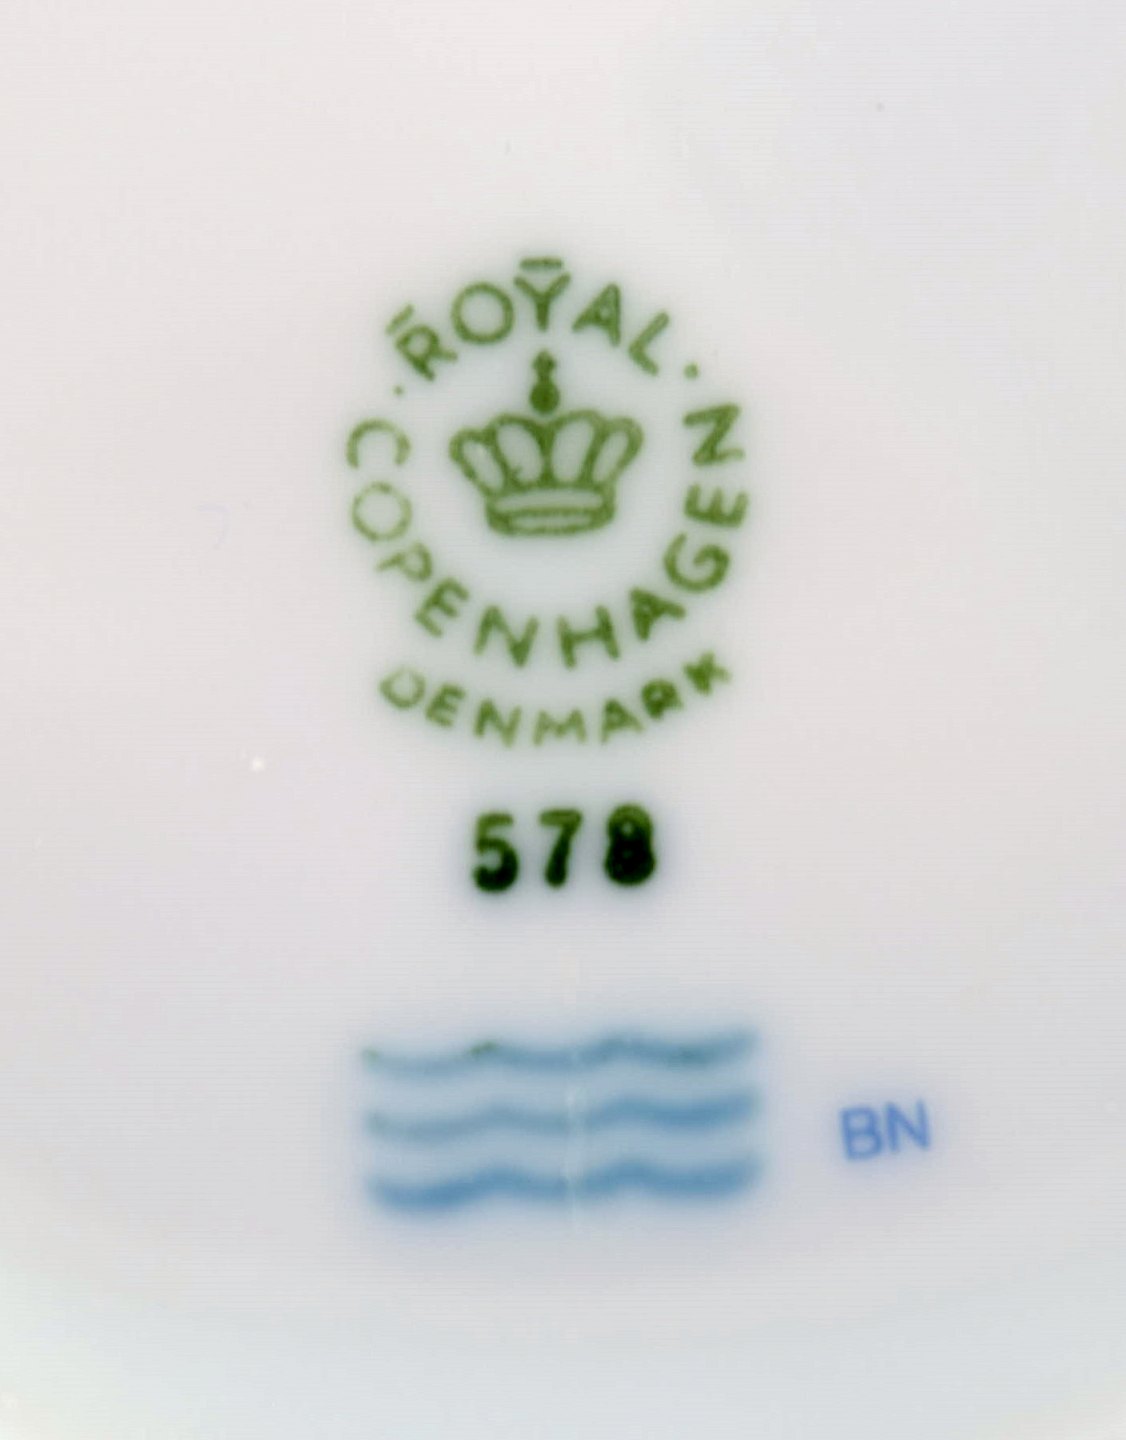 ROYAL
COPENHAGEN
DENMARK
578
BN